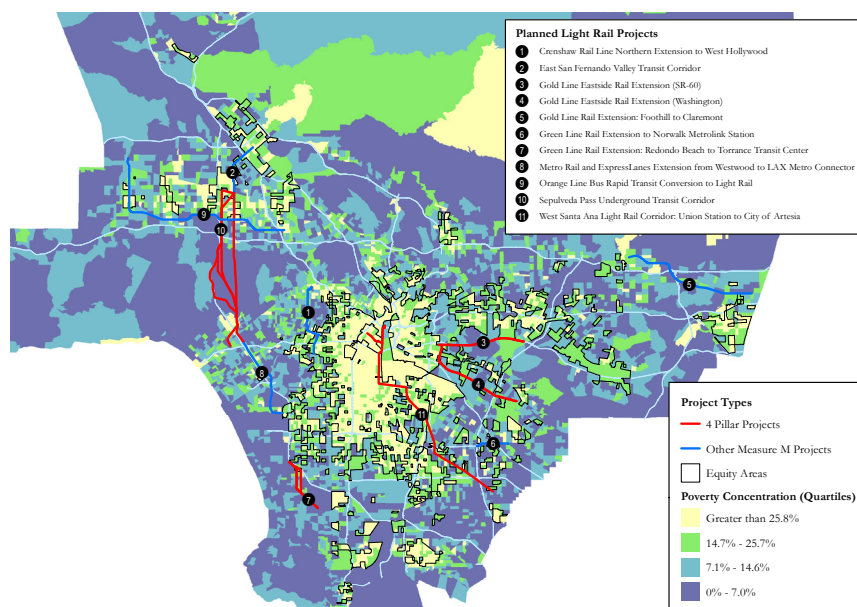 Planned Light Rail Projects
1 Crenshaw Rail Line Northern Extension to West Hollywood
2 East San Fernando Valley Transit Corridor
3 Gold Line Eastside Rail Extension (SR-60)
4 Gold Line Eastside Rail Extension (Washington)
5 Gold Line Rail Extension: Foothill to Claremont
6 Green Line Rail Extension to Norwalk Metrolink Station
7 Green Line Rail Extension: Redondo Beach to Torrance Transit Center
8 Metro Rail and ExpressLanes Extension from Westwood to LAX Metro Connector
9 Orange Line Bus Rapid Transit Conversion to Light Rail
10 Sepulveda Pass Underground Transit Corridor
11 West Santa Ana Light Rail Corridor: Union Station to City of Artesia
2
9
10
5
1
3
8
4
11
6
7
Project Types
4 Pillar Projects
Other Measure M Projects
Equity Areas
Poverty Concentration (Quartiles)
Greater than 25.8%
14.7% - 25.7%
7.1% - 14.6%
0% - 7.0%